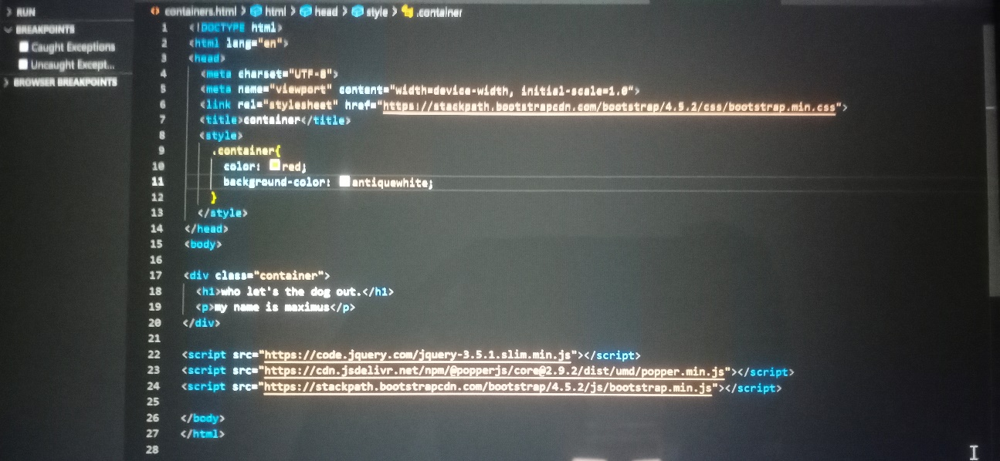 RUN
BREAKPOINTS
Caught Exceptions
Uncaught Except...
BROWSER BREAKPOINTS
containers.html > html > head > style > .container
1 <!DOCTYPE html>
2 <html lang="en">
3 <head>
4 <meta charset="UTF-8">
5 <meta name="viewport" content="width=device-width, initial-scale=1.0">
6 <link rel="stylesheet" href="https://stackpath.bootstrapcdn.com/bootstrap/4.5.2/css/bootstrap.min.css">
7 <title>container</title>
8 <style>
9 .container{
10 color: red;
11 background-color: antiquewhite;
12 }
13 </style>
14 </head>
15 <body>
16
17 <div class="container">
18 <h1>who let's the dog out.</h1>
19 <p>my name is maximus</p>
20 </div>
21
22 <script src="https://code.jquery.com/jquery-3.5.1.slim.min.js"></script>
23 <script src="https://cdn.jsdelivr.net/npm/@popperjs/core@2.9.2/dist/umd/popper.min.js"></script>
24 <script src="https://stackpath.bootstrapcdn.com/bootstrap/4.5.2/js/bootstrap.min.js"></script>
25
26 </body>
27 </html>
28